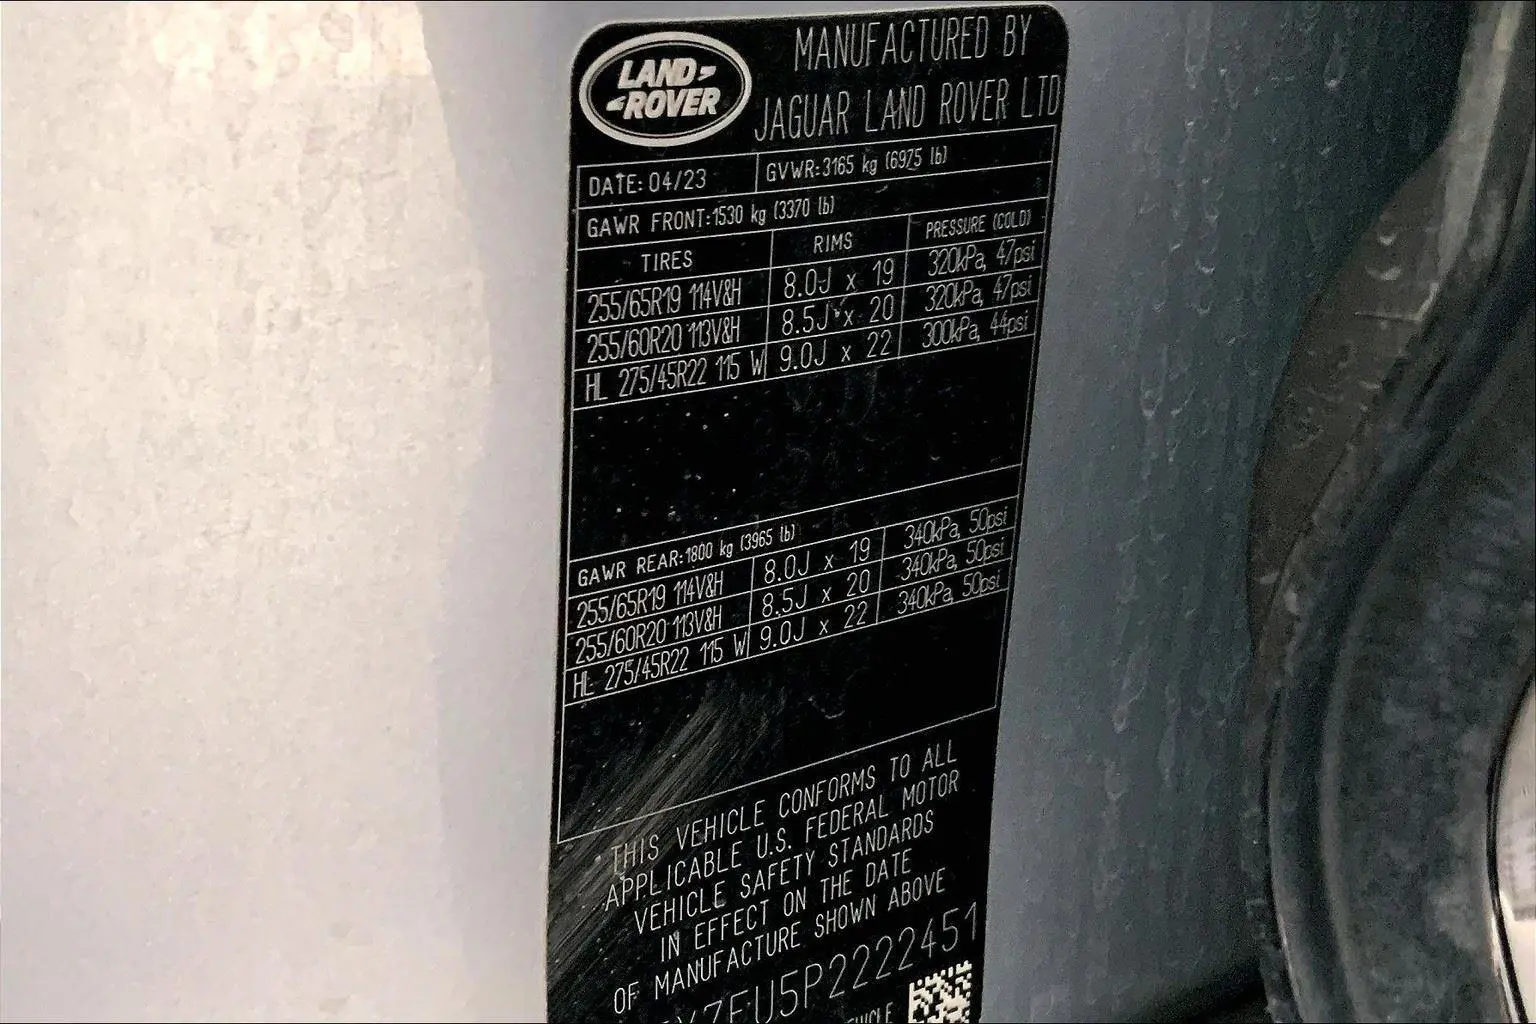 LAND-
-ROVER
MANUFACTURED BY
JAGUAR LAND ROVER LTD
DATE: 04/23 GVWR:3165 kg (6975 lb)
GAWR FRONT:1530 kg (3370 lb)
TIRES RIMS PRESSURE (COLD)
255/65R19 114V&H 8.0J x 19 320kPa, 47psi
255/60R20 113V&H 8.5J x 20 320kPa, 47psi
HL 275/45R22 115 W 9.0J x 22 300kPa, 44psi
GAWR REAR:1800 kg (3965 lb)
255/65R19 114V&H 8.0J x 19 340kPa, 50psi
255/60R20 113V&H 8.5J x 20 340kPa, 50psi
HL 275/45R22 115 W 9.0J x 22 340kPa, 50psi
THIS VEHICLE CONFORMS TO ALL
APPLICABLE U.S. FEDERAL MOTOR
VEHICLE SAFETY STANDARDS
IN EFFECT ON THE DATE
OF MANUFACTURE SHOWN ABOVE
7EU5P2222451